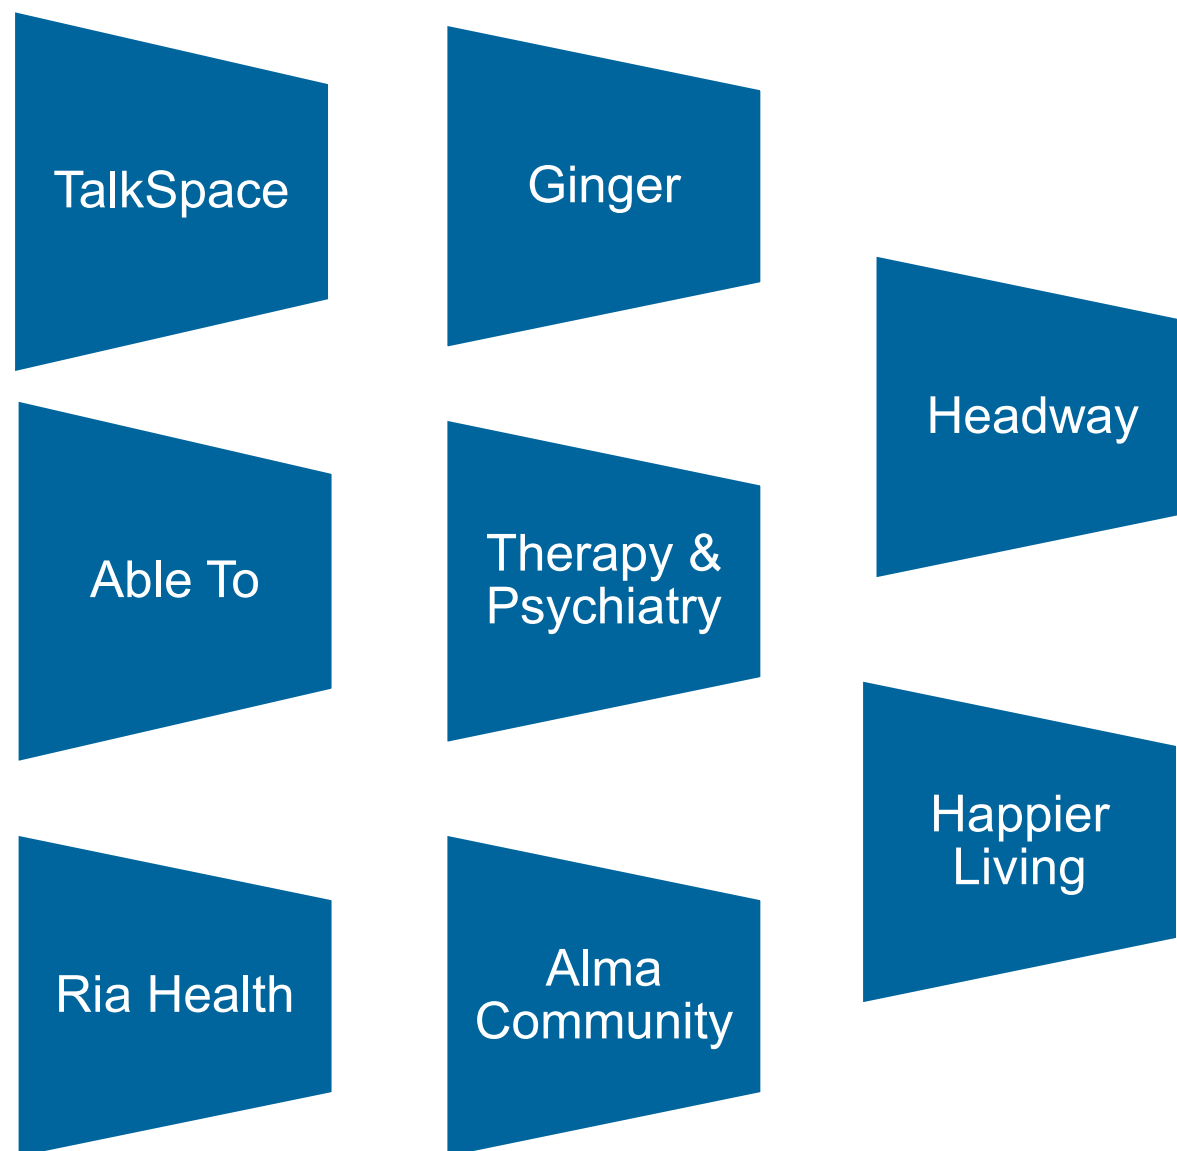 TalkSpace
Ginger
Headway
Able To
Therapy &
Psychiatry
Happier
Living
Ria Health
Alma
Community